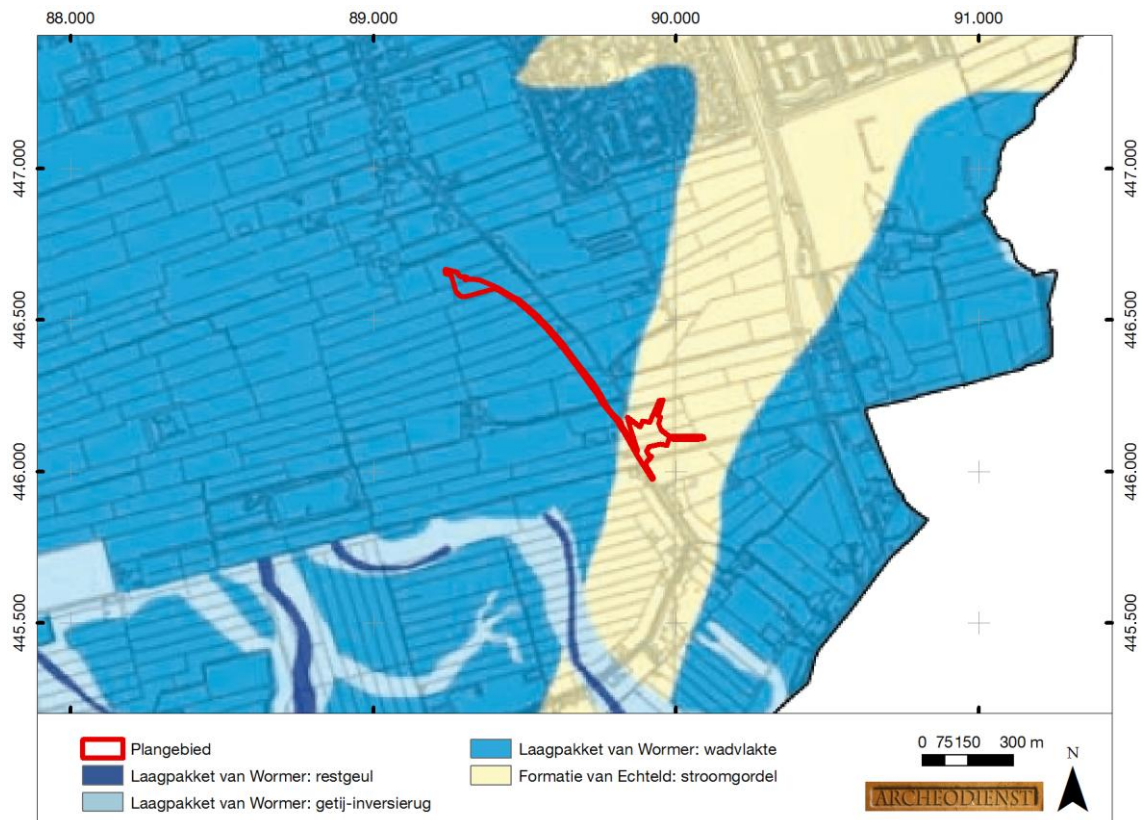 88.000 89.000 90.000 91.000
447.000 447.000
446.500 446.500
446.000 446.000
445.500 445.500
Plangebied
Laagpakket van Wormer: restgeul
Laagpakket van Wormer: getij-inversierug
Laagpakket van Wormer: wadvlakte
Formatie van Echteld: stroomgordel
0 75150 300 m
N
ARCHEODIENST